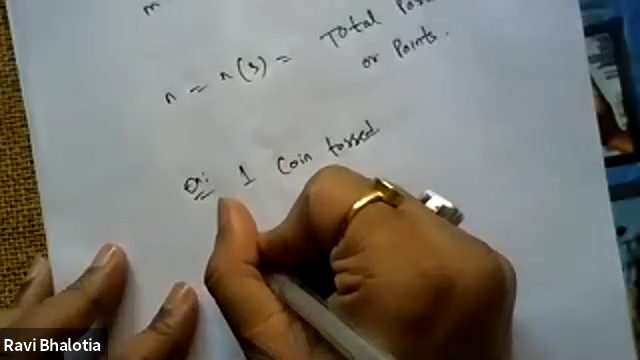 m
n = n(s) = Total
or Points.
Ex: 1 Coin tossed
Ravi Bhalotia